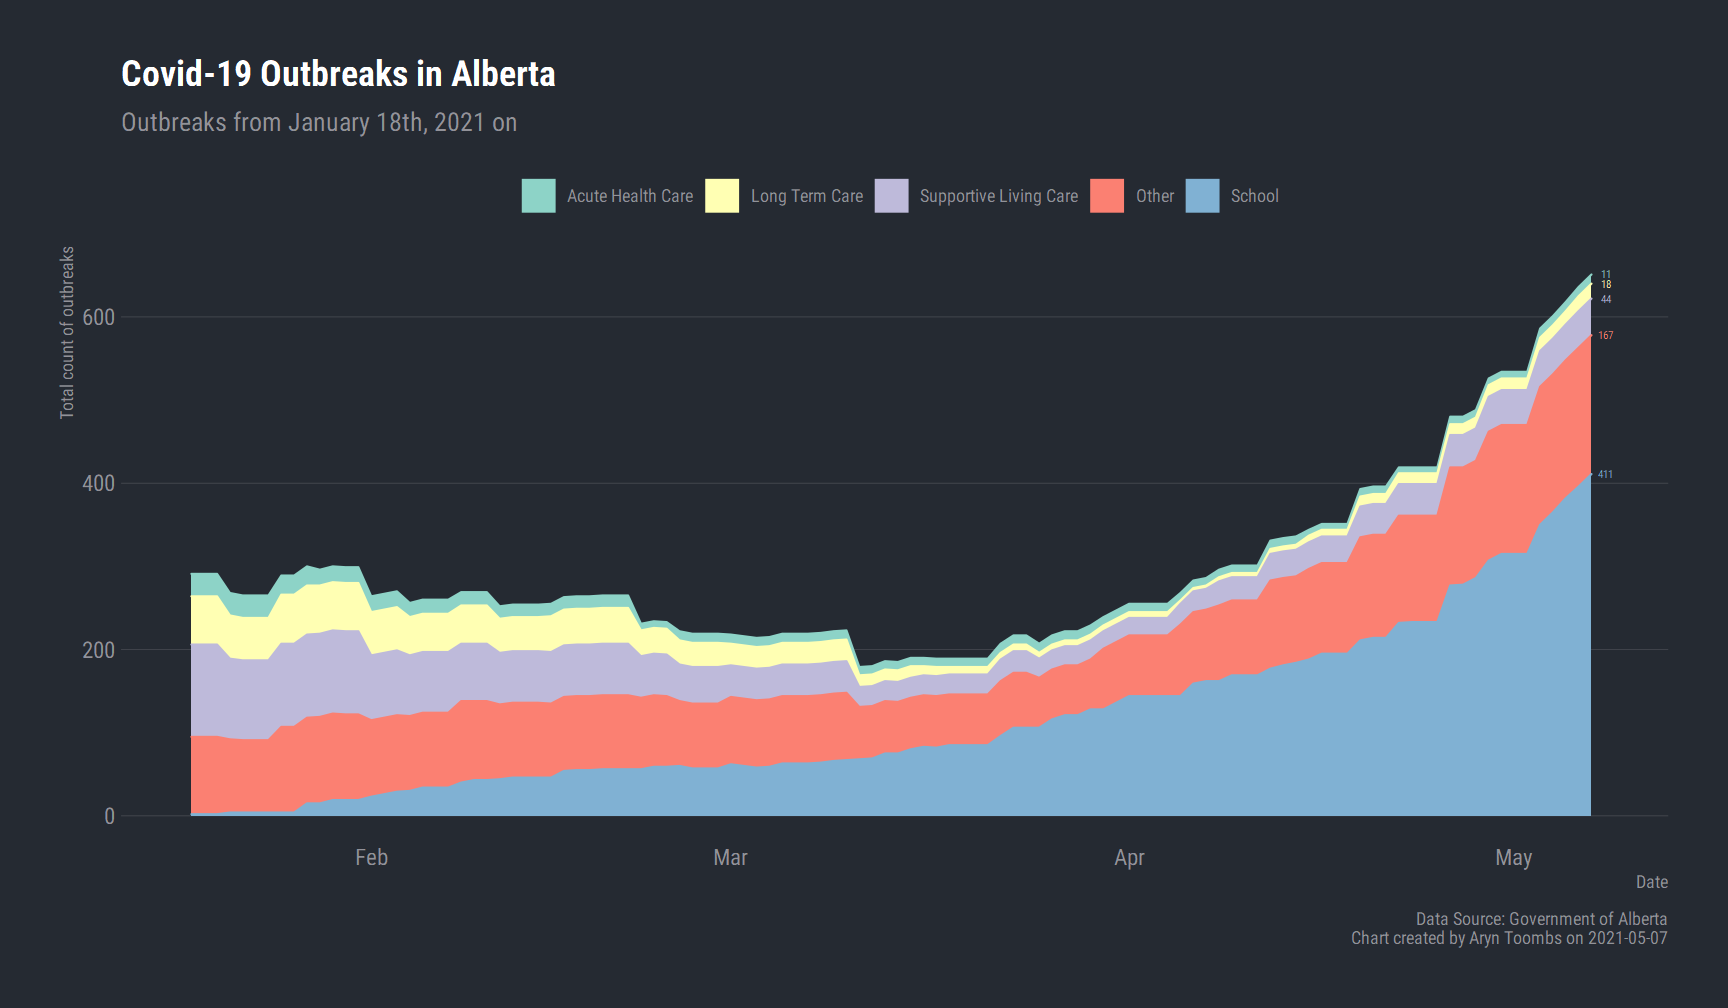 Covid-19 Outbreaks in Alberta
Outbreaks from January 18th, 2021 on
Acute Health Care
Long Term Care
Supportive Living Care
Other
School
Total count of outbreaks
600
400
200
0
11
18
44
167
411
Feb
Mar
Apr
May
Date
Data Source: Government of Alberta
Chart created by Aryn Toombs on 2021-05-07